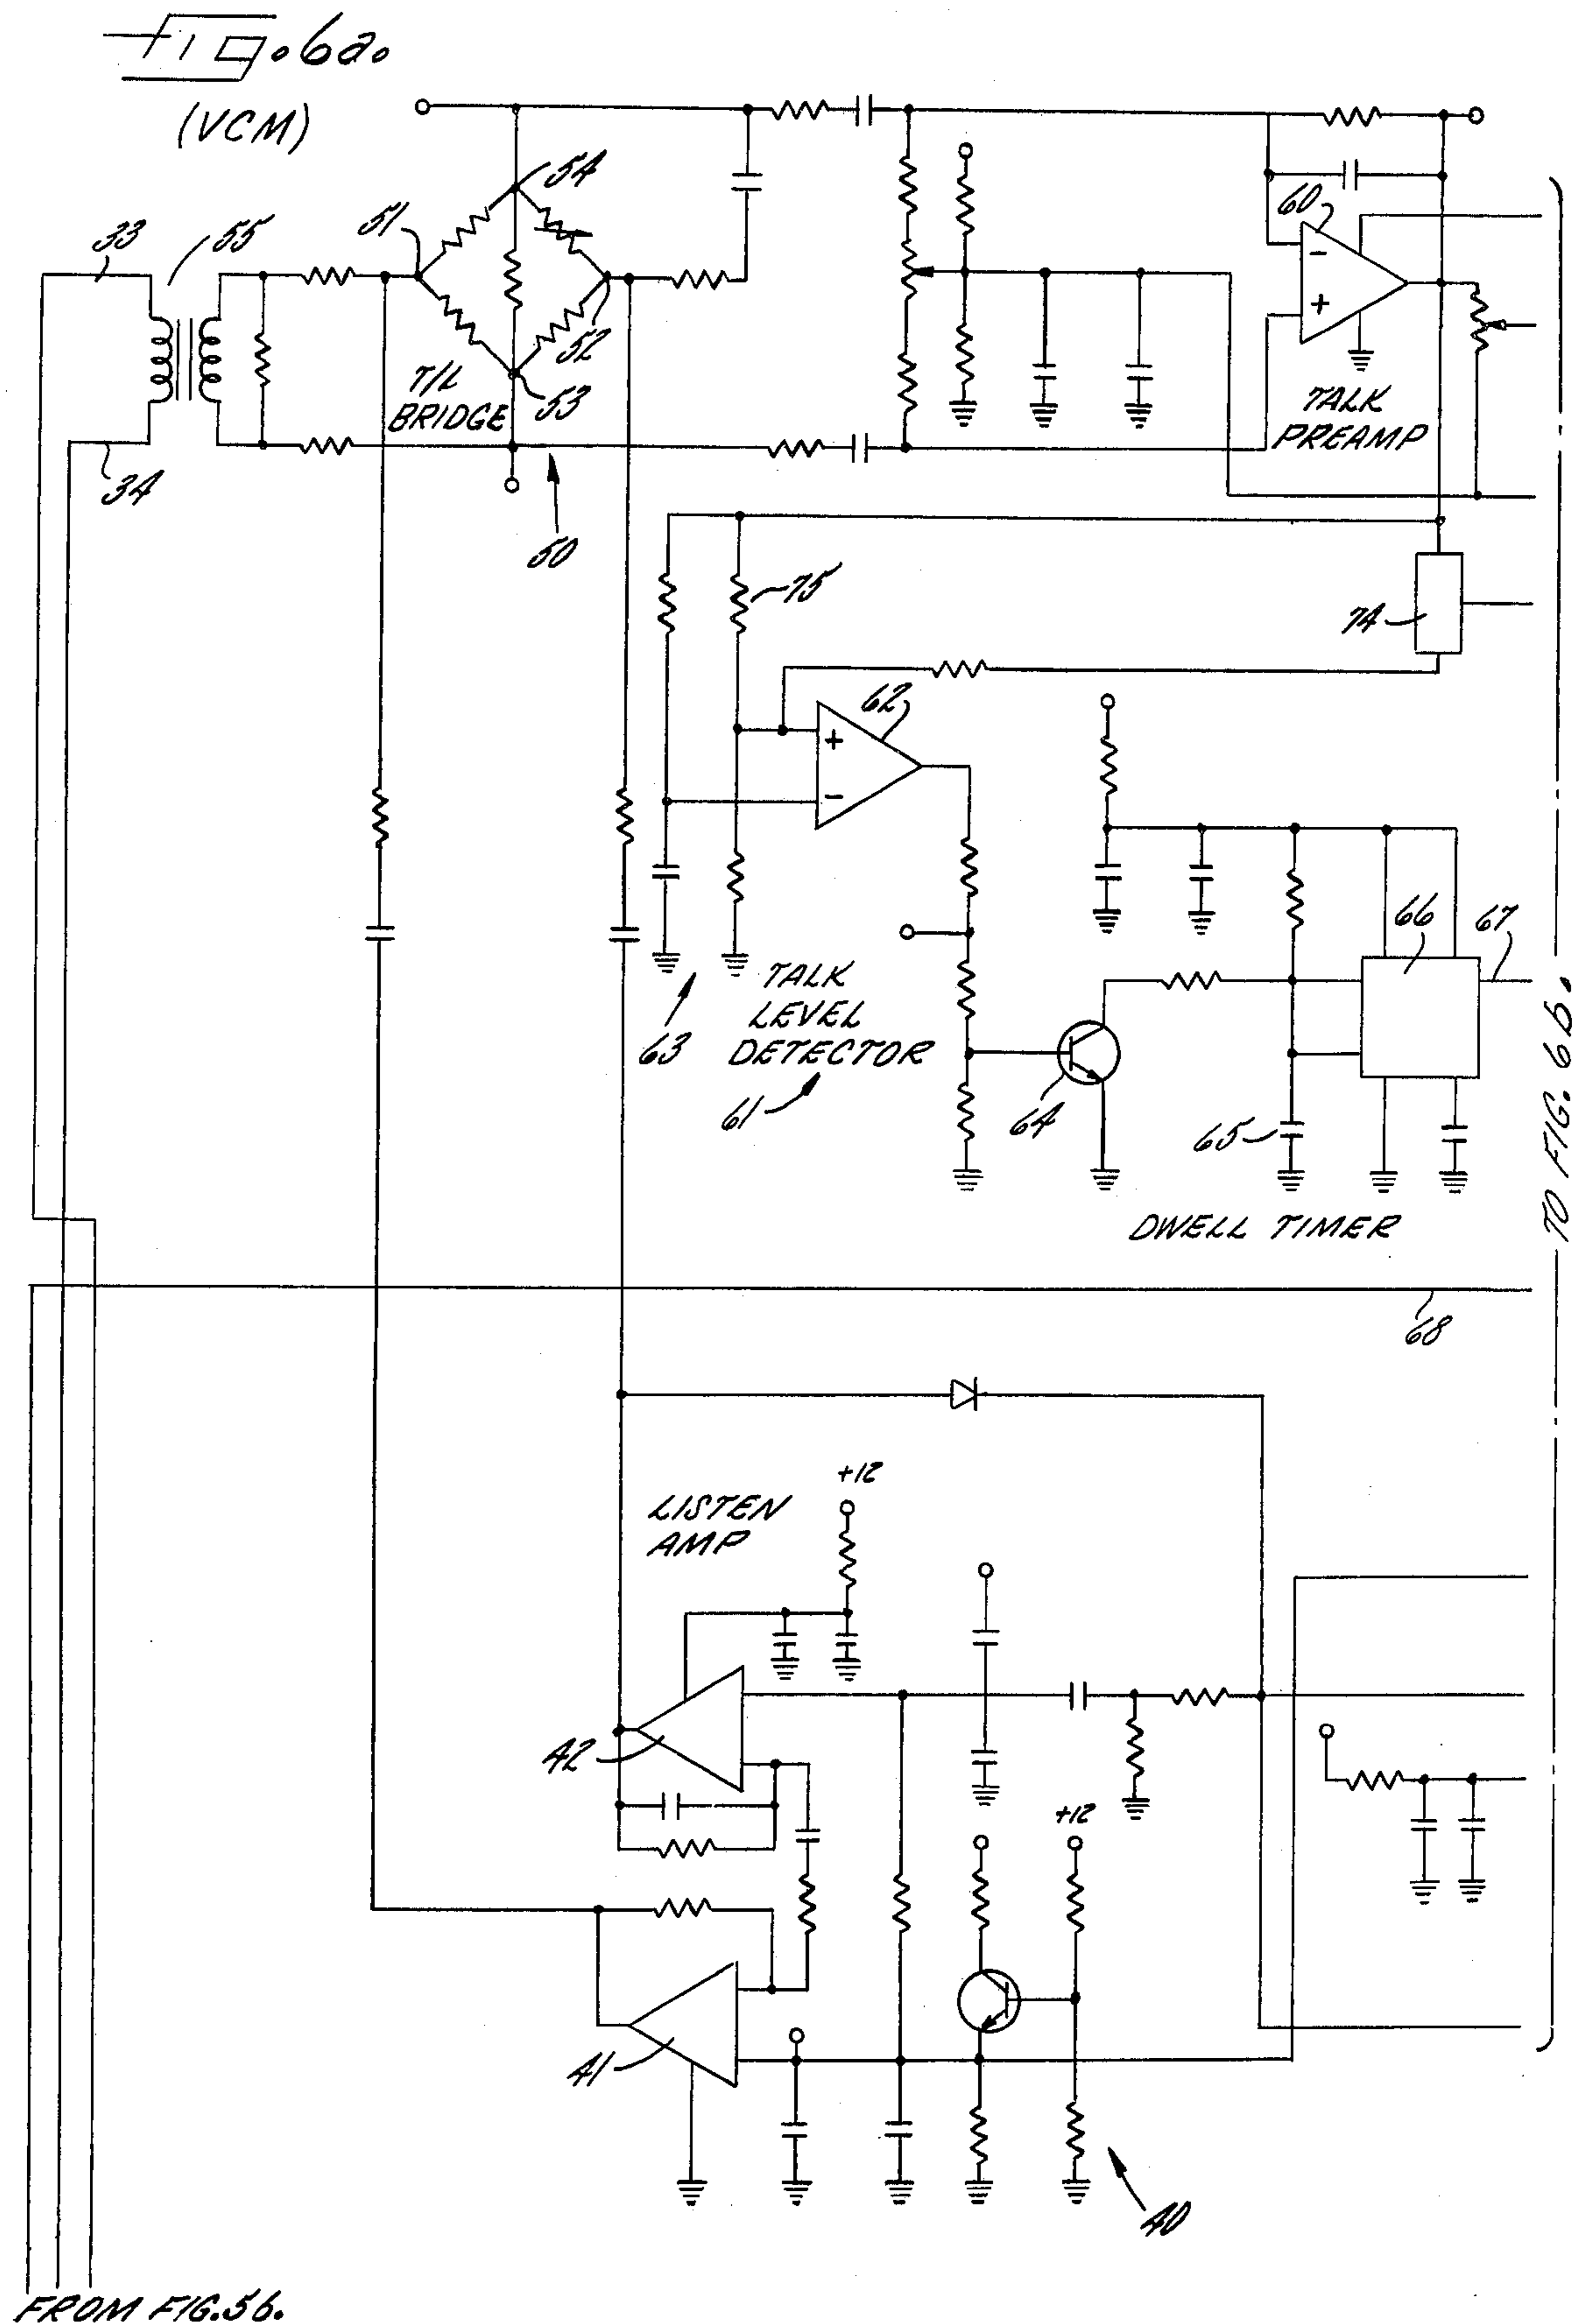 Fig. 6a.
(VCM)
54
51
33
55
60
-
+
52
T/L
BRIDGE
53
TALK
PREAMP
34
50
75
74
62
+
-
66
67
TALK
LEVEL
DETECTOR
63
61
64
65
DWELL TIMER
TO FIG. 6b.
68
+12
LISTEN
AMP
42
+12
41
40
FROM FIG. 5b.